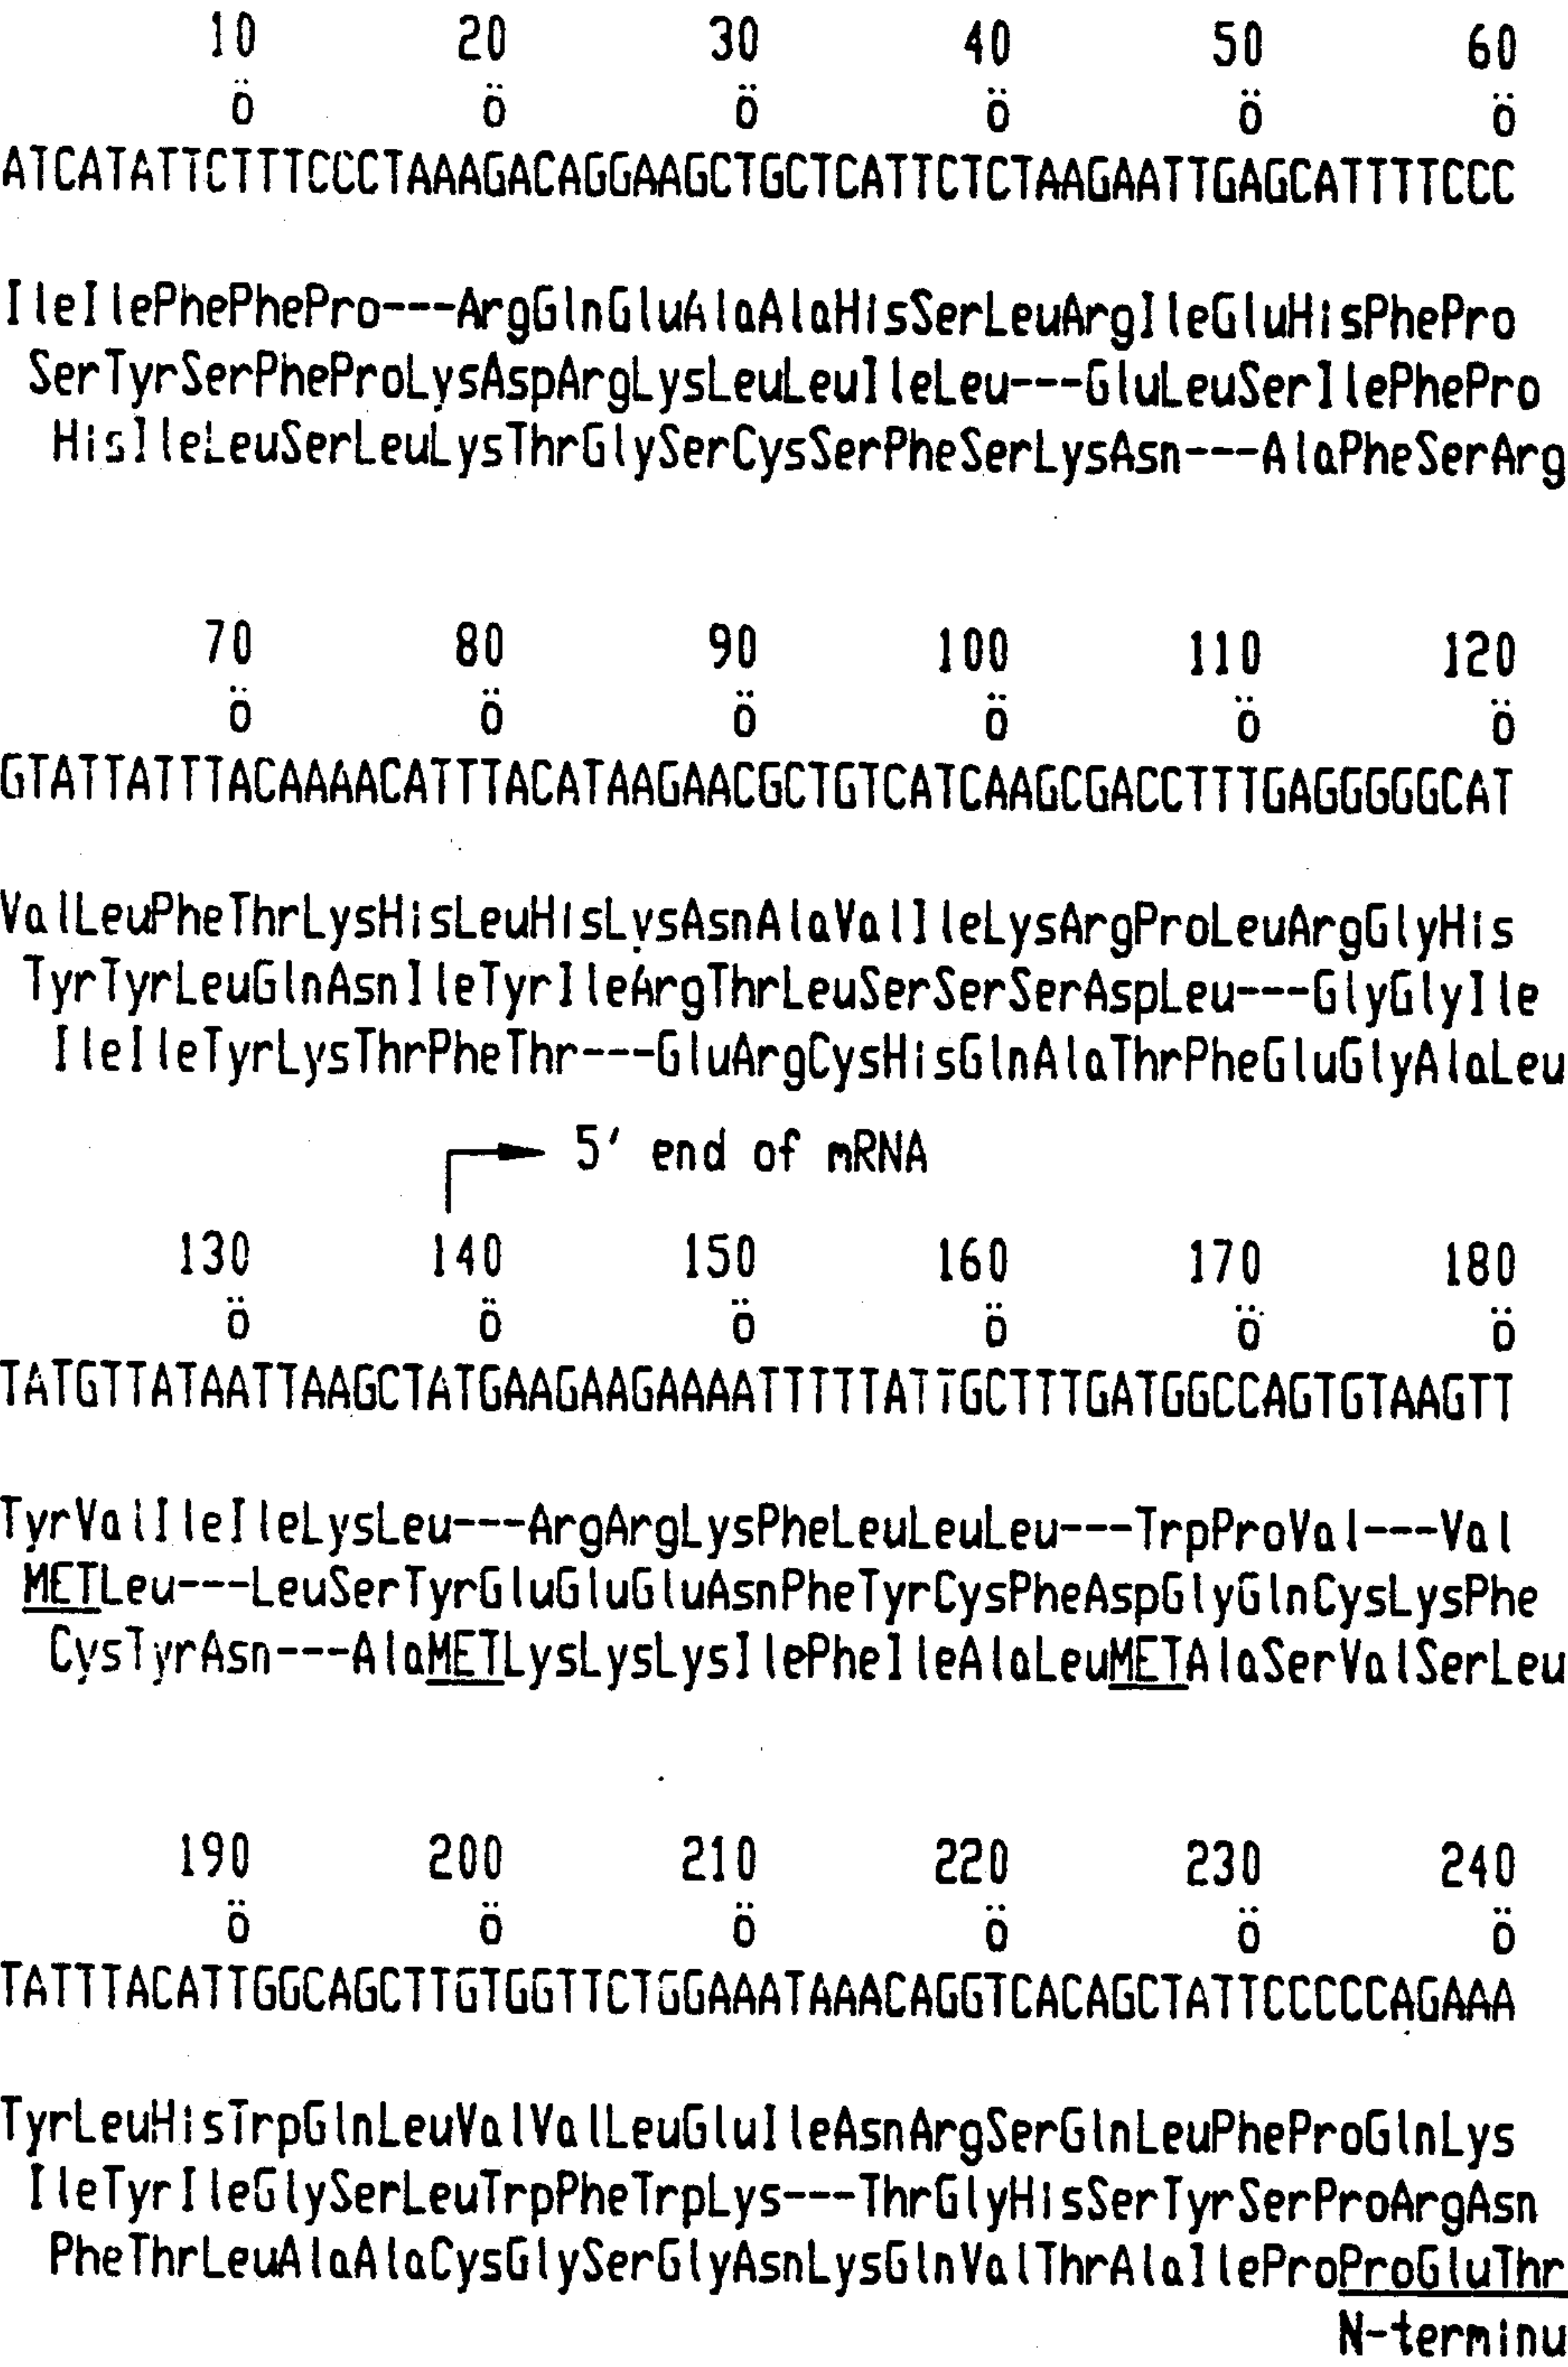 10 20 30 40 50 60
ö ö ö ö ö ö
ATCATATTCTTTCCCTAAAGACAGGAAGCTGCTCATTCTCTAAGAATTGAGCATTTTCCC
IleIlePhePhePro---ArgGlnGluAlaAlaHisSerLeuArgIleGluHisPhePro
SerTyrSerPheProLysAspArgLysLeuLeuIleLeu---GluLeuSerIlePhePro
HisIleLeuSerLeuLysThrGlySerCysSerPheSerLysAsn---AlaPheSerArg
70 80 90 100 110 120
ö ö ö ö ö ö
GTATTATTTACAAAACATTTACATAAGAACGCTGTCATCAAGCGACCTTTGAGGGGGCAT
ValLeuPheThrLysHisLeuHisLysAsnAlaValIleLysArgProLeuArgGlyHis
TyrTyrLeuGlnAsnIleTyrIleArgThrLeuSerSerSerAspLeu---GlyGlyIle
IleIleTyrLysThrPheThr---GluArgCysHisGlnAlaThrPheGluGlyAlaLeu
5' end of mRNA
130 140 150 160 170 180
ö ö ö ö ö ö
TATGTTATAATTAAGCTATGAAGAAGAAAATTTTTATTGCTTTGATGGCCAGTGTAAGTT
TyrValIleIleLysLeu---ArgArgLysPheLeuLeuLeu---TrpProVal---Val
METLeu---LeuSerTyrGluGluGluAsnPheTyrCysPheAspGlyGlnCysLysPhe
CysTyrAsn---AlaMETLysLysLysIlePheIleAlaLeuMETAlaSerValSerLeu
190 200 210 220 230 240
ö ö ö ö ö ö
TATTTACATTGGCAGCTTGTGGTTCTGGAAATAAACAGGTCACAGCTATTCCCCCAGAAA
TyrLeuHisTrpGlnLeuValValLeuGluIleAsnArgSerGlnLeuPheProGlnLys
IleTyrIleGlySerLeuTrpPheTrpLys---ThrGlyHisSerTyrSerProArgAsn
PheThrLeuAlaAlaCysGlySerGlyAsnLysGlnValThrAlaIleProProGluThr
N-terminu